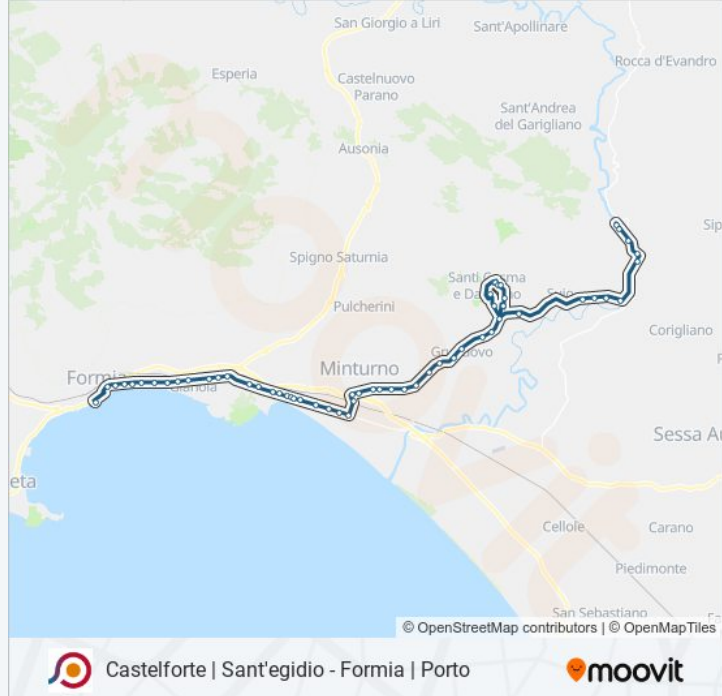 San Giorgio a Liri
Sant'Apollinare
Rocca d'Evandro
Esperia
Castelnuovo
Parano
Sant'Andrea
del Garigliano
Ausonia
Spigno Saturnia
Pulcherini
Corigliano
Minturno
Formia
Sessa Au
eta
Cellole
Carano
Piedimonte
San Sebastiano
© OpenStreetMap contributors | © OpenMapTiles
Castelforte | Sant'egidio - Formia | Porto
moovit